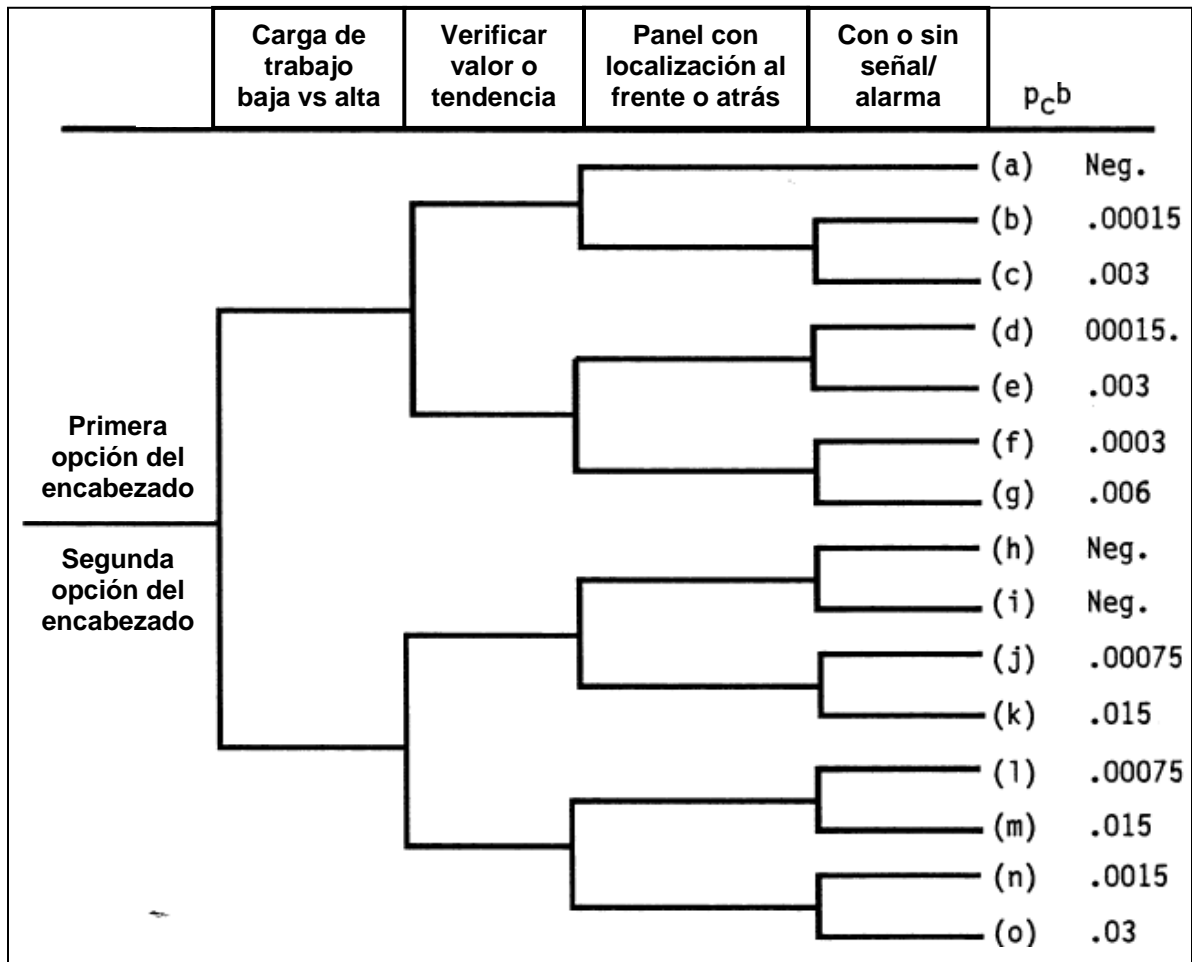 Carga de
trabajo
baja vs alta
Verificar
valor o
tendencia
Panel con
localización al
frente o atrás
Con o sin
señal/
alarma
pcb
(a) Neg.
(b) .00015
(c) .003
(d) 00015.
(e) .003
(f) .0003
(g) .006
Primera
opción del
encabezado
Segunda
opción del
encabezado
(h) Neg.
(i) Neg.
(j) .00075
(k) .015
(l) .00075
(m) .015
(n) .0015
(o) .03